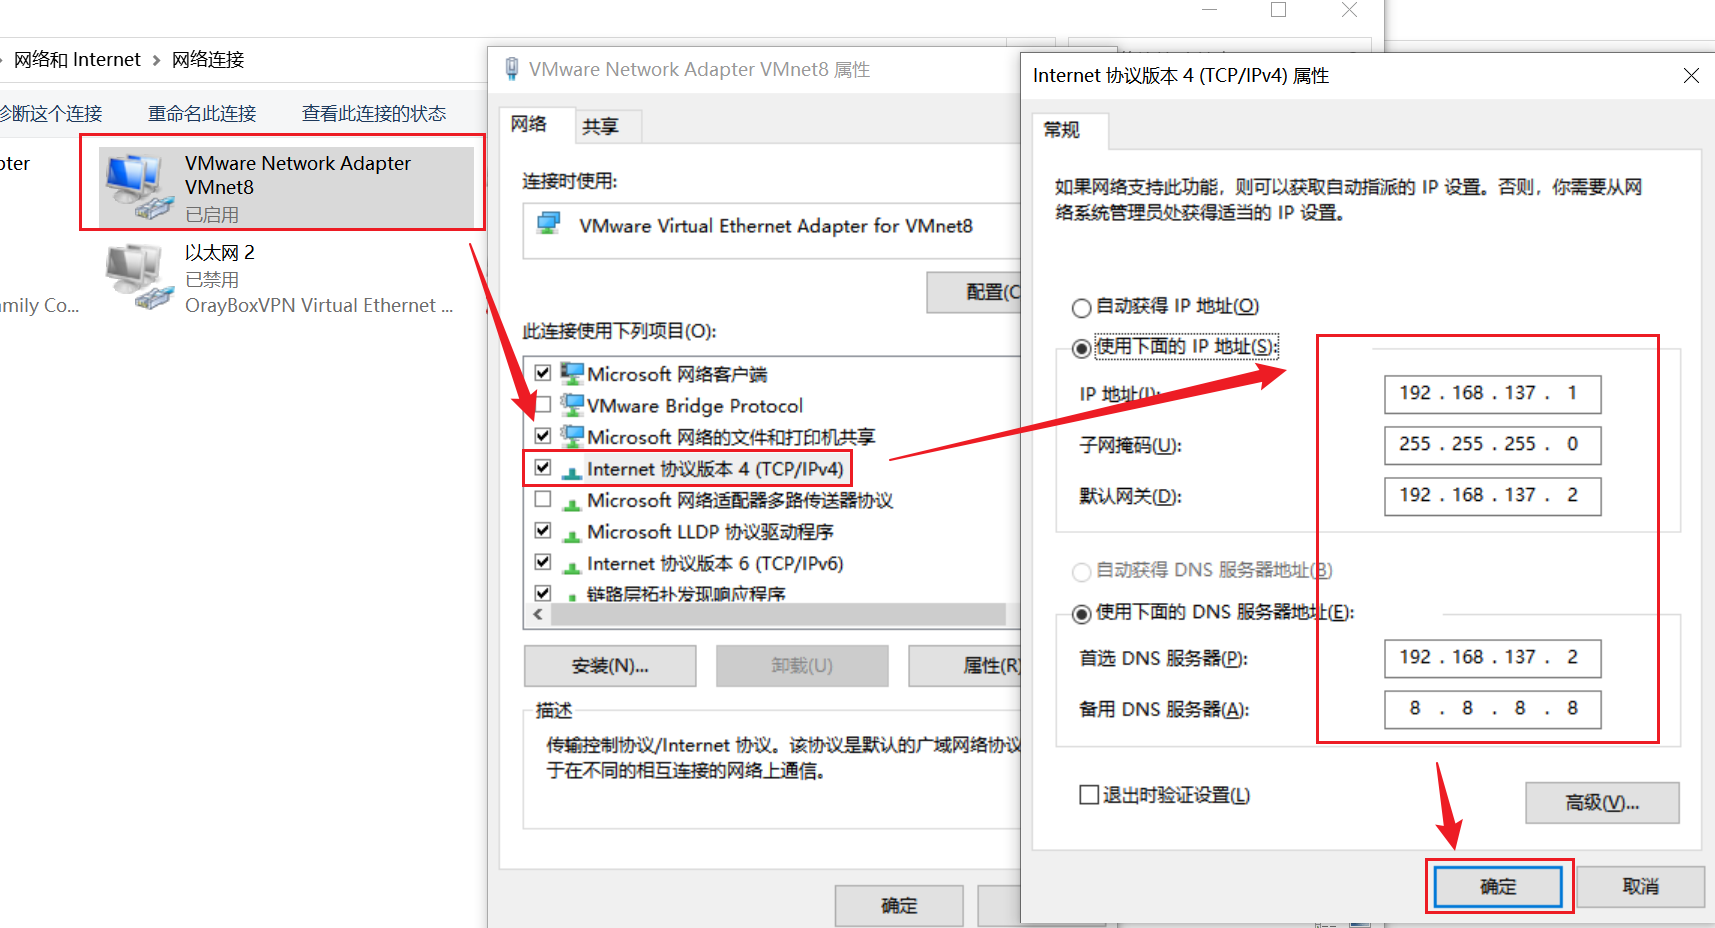 网络和 Internet > 网络连接
诊断这个连接
重命名此连接
查看此连接的状态
VMware Network Adapter
VMnet8
已启用
以太网 2
已禁用
OrayBoxVPN Virtual Ethernet ...
amily Co...
VMware Network Adapter VMnet8 属性
网络
共享
连接时使用:
VMware Virtual Ethernet Adapter for VMnet8
配置(C
此连接使用下列项目(O):
Microsoft 网络客户端
VMware Bridge Protocol
Microsoft 网络的文件和打印机共享
Internet 协议版本 4 (TCP/IPv4)
Microsoft 网络适配器多路传送器协议
Microsoft LLDP 协议驱动程序
Internet 协议版本 6 (TCP/IPv6)
链路层拓扑发现响应程序
安装(N)...
卸载(U)
属性(R)
描述
传输控制协议/Internet 协议。该协议是默认的广域网络协议
于在不同的相互连接的网络上通信。
确定
Internet 协议版本 4 (TCP/IPv4) 属性
常规
如果网络支持此功能，则可以获取自动指派的 IP 设置。否则，你需要从网
络系统管理员处获得适当的 IP 设置。
自动获得 IP 地址(O)
使用下面的 IP 地址(S):
IP 地址(I):
192 . 168 . 137 . 1
子网掩码(U):
255 . 255 . 255 . 0
默认网关(D):
192 . 168 . 137 . 2
自动获得 DNS 服务器地址(B)
使用下面的 DNS 服务器地址(E):
首选 DNS 服务器(P):
192 . 168 . 137 . 2
备用 DNS 服务器(A):
8 . 8 . 8 . 8
退出时验证设置(L)
高级(V)...
确定
取消